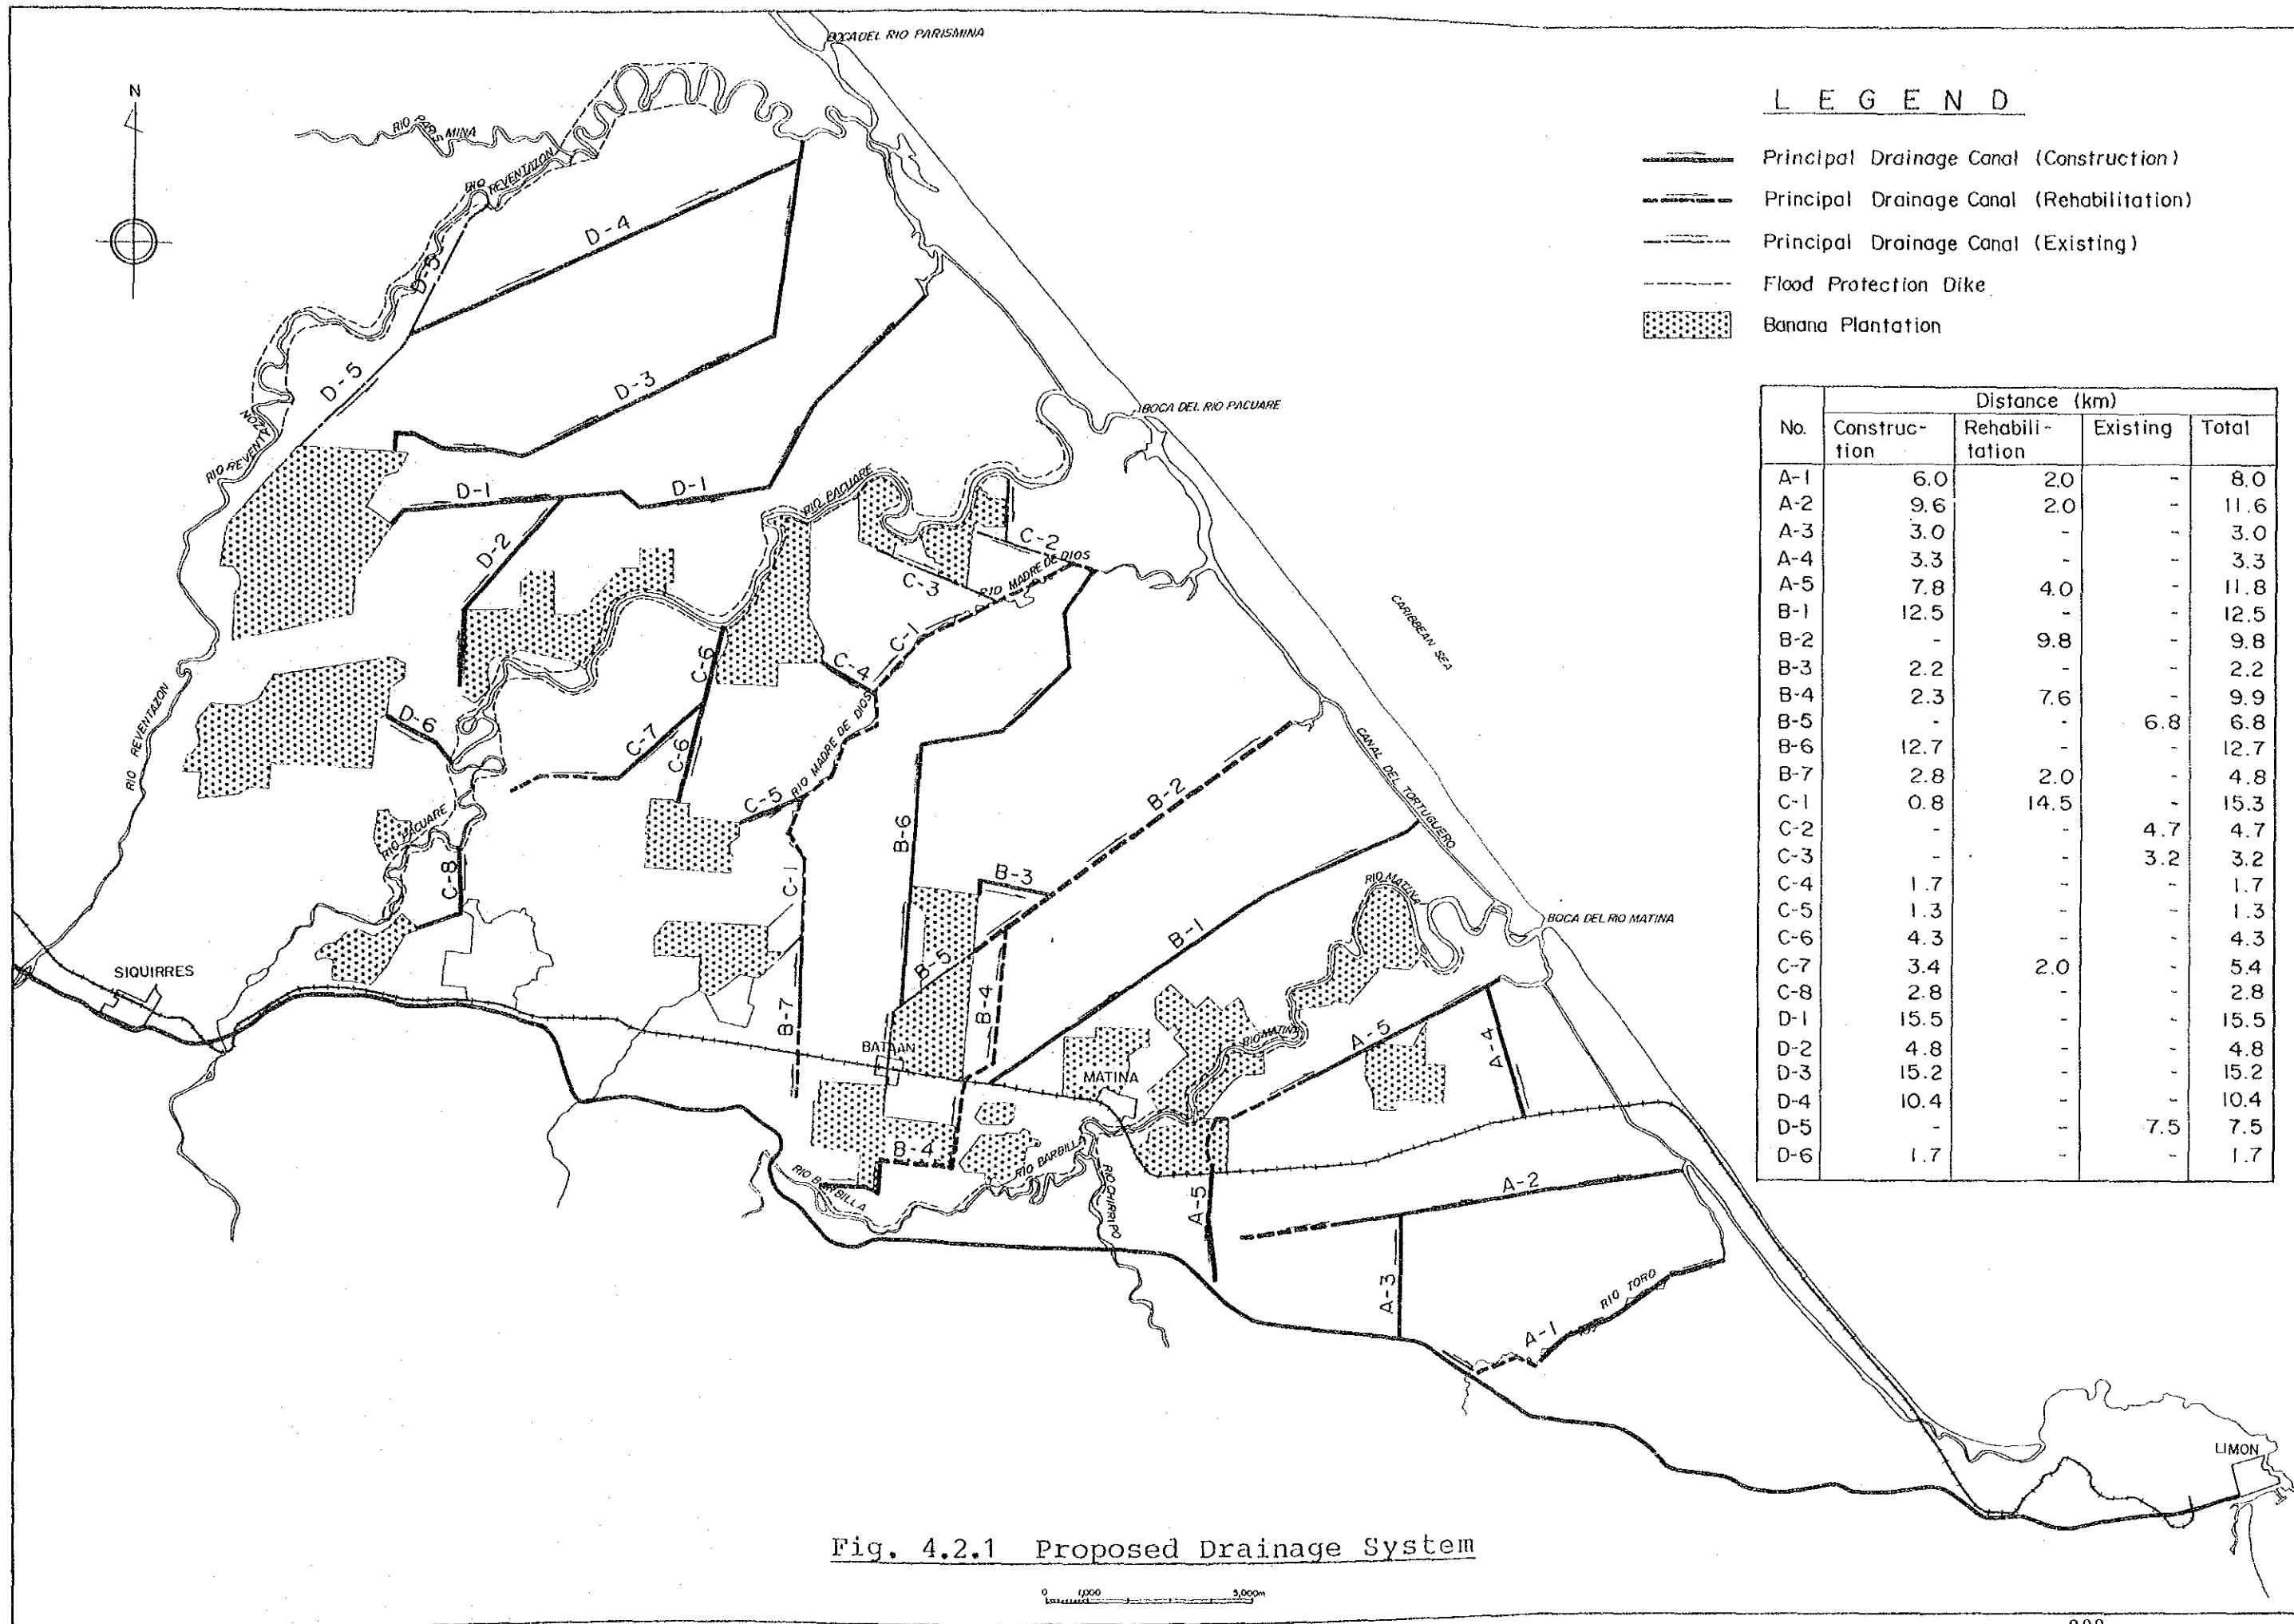 BOCA DEL RIO PARISMINA
N
L E G E N D
Principal Drainage Canal (Construction)
Principal Drainage Canal (Rehabilitation)
Principal Drainage Canal (Existing)
Flood Protection Dike
Banana Plantation
RIO PARISMINA
RIO REVENTAZON
D-4
D-5
D-5
D-3
RIO REVENTAZON
BOCA DEL RIO PACUARE
D-1
D-1
RIO PACUARE
D-2
C-2
RIO MADRE DE DIOS
C-3
CARIBBEAN SEA
C-1
C-6
C-4
RIO REVENTAZON
D-6
C-7
C-6
RIO MADRE DE DIOS
CANAL DEL TORTUGUERO
B-2
C-5
RIO PACUARE
B-6
C-8
C-1
B-3
RIO MATINA
BOCA DEL RIO MATINA
B-1
SIQUIRRES
B-5
B-4
B-7
A-5
RIO MATINA
A-4
BATAAN
MATINA
B-4
RIO BARBILLA
RIO BARBILLA
RIO CHIRRIPO
A-5
A-2
A-3
RIO TORO
A-1
LIMON
Distance (km)
No. Construc-tion Rehabili-tation Existing Total
A-1 6.0 2.0 - 8.0
A-2 9.6 2.0 - 11.6
A-3 3.0 - - 3.0
A-4 3.3 - - 3.3
A-5 7.8 4.0 - 11.8
B-1 12.5 - - 12.5
B-2 - 9.8 - 9.8
B-3 2.2 - - 2.2
B-4 2.3 7.6 - 9.9
B-5 - - 6.8 6.8
B-6 12.7 - - 12.7
B-7 2.8 2.0 - 4.8
C-1 0.8 14.5 - 15.3
C-2 - - 4.7 4.7
C-3 - - 3.2 3.2
C-4 1.7 - - 1.7
C-5 1.3 - - 1.3
C-6 4.3 - - 4.3
C-7 3.4 2.0 - 5.4
C-8 2.8 - - 2.8
D-1 15.5 - - 15.5
D-2 4.8 - - 4.8
D-3 15.2 - - 15.2
D-4 10.4 - - 10.4
D-5 - - 7.5 7.5
D-6 1.7 - - 1.7
Fig. 4.2.1 Proposed Drainage System
0 1,000 5,000m